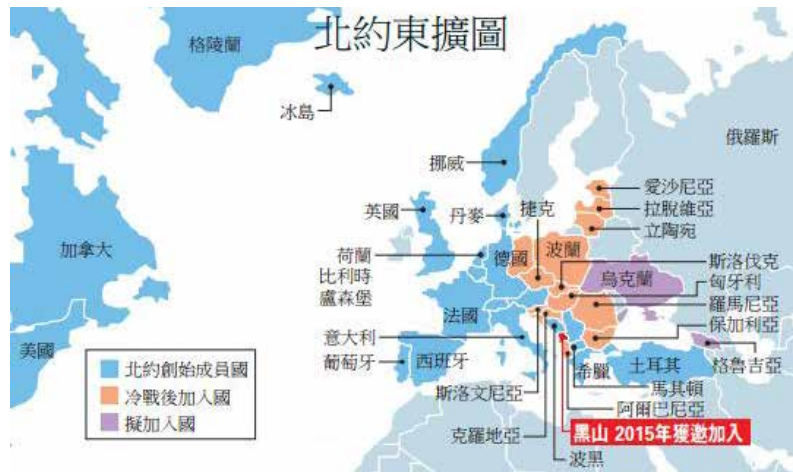 北約東擴圖
格陵蘭
冰島
俄羅斯
挪威
愛沙尼亞
拉脫維亞
立陶宛
英國
丹麥
捷克
加拿大
荷蘭
比利時
盧森堡
德國
波蘭
斯洛伐克
烏克蘭
匈牙利
羅馬尼亞
法國
保加利亞
美國
意大利
葡萄牙
西班牙
希臘
土耳其
格魯吉亞
北約創始成員國
冷戰後加入國
擬加入國
斯洛文尼亞
馬其頓
阿爾巴尼亞
克羅地亞
黑山 2015年獲邀加入
波黑